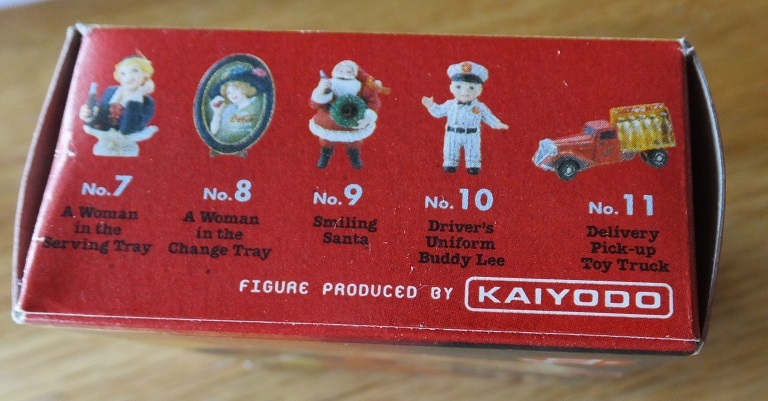 No.7
A Woman
in the
Serving Tray
No.8
A Woman
in the
Change Tray
No.9
Smiling
Santa
No.10
Driver's
Uniform
Buddy Lee
No.11
Delivery
Pick-up
Toy Truck
FIGURE PRODUCED BY KAIYODO